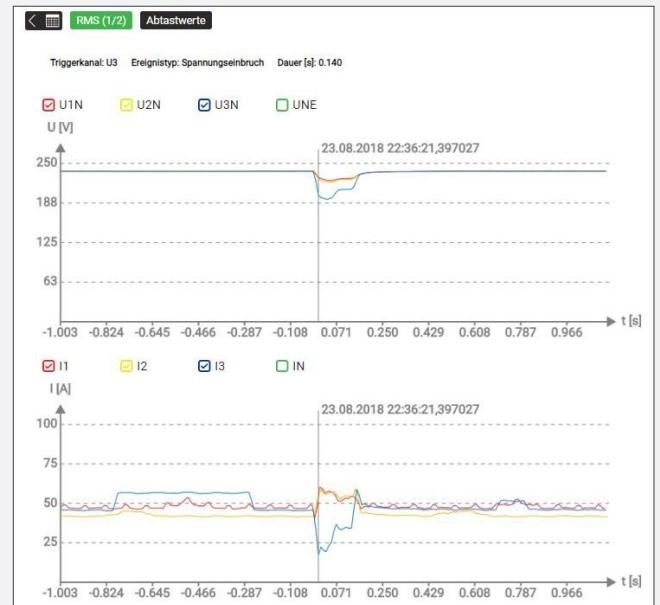 RMS (1/2) Abtastwerte
Triggerkanal: U3 Ereignistyp: Spannungseinbruch Dauer [s]: 0.140
U1N U2N U3N UNE
U [V]
23.08.2018 22:36:21,397027
250
188
125
63
-1.003 -0.824 -0.645 -0.466 -0.287 -0.108 0.071 0.250 0.429 0.608 0.787 0.966 t [s]
I1 I2 I3 IN
I [A]
23.08.2018 22:36:21,397027
100
75
50
25
-1.003 -0.824 -0.645 -0.466 -0.287 -0.108 0.071 0.250 0.429 0.608 0.787 0.966 t [s]